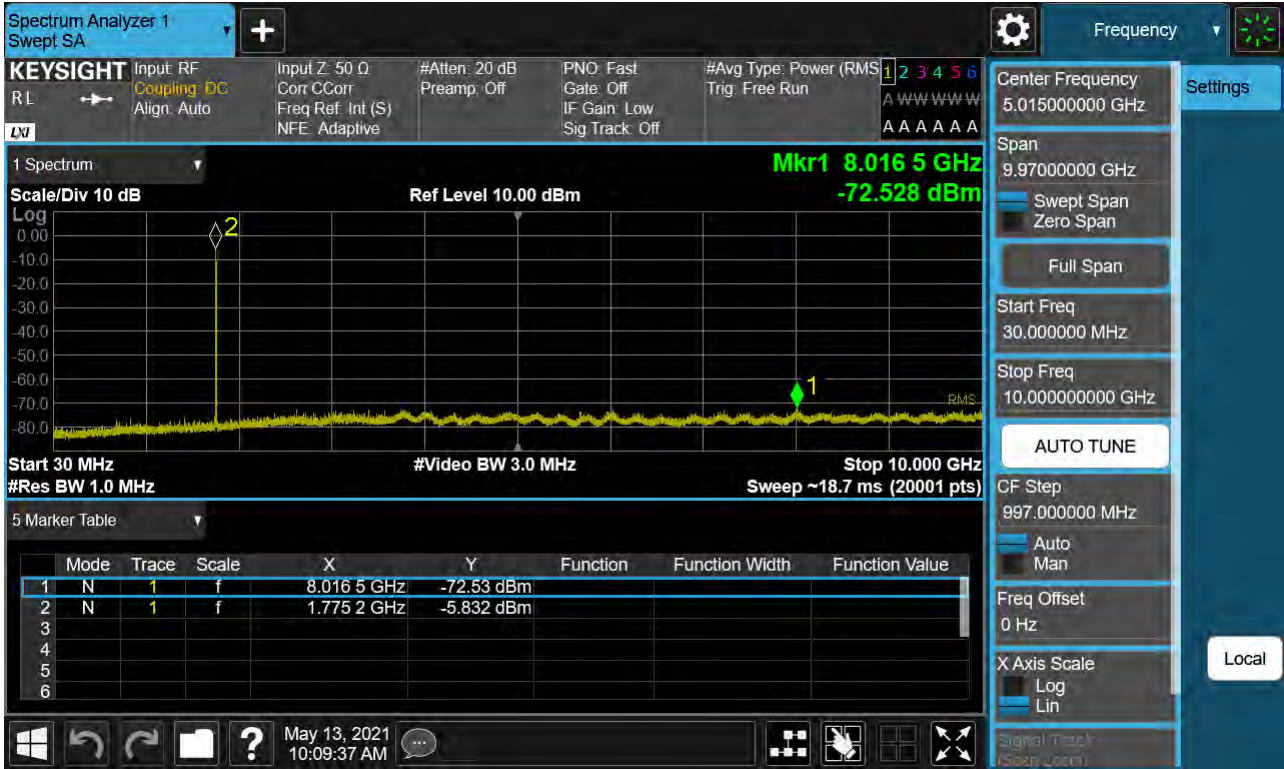 Spectrum Analyzer 1
Swept SA
Frequency
KEYSIGHT
R L
LXI
Input: RF
Coupling: DC
Align: Auto
Input Z: 50 Ω
Corr CCorr
Freq Ref: Int (S)
NFE: Adaptive
#Atten: 20 dB
Preamp: Off
PNO: Fast
Gate: Off
IF Gain: Low
Sig Track: Off
#Avg Type: Power (RMS
Trig: Free Run
1 2 3 4 5 6
A W W W W W
A A A A A A
1 Spectrum
Scale/Div 10 dB
Ref Level 10.00 dBm
Mkr1 8.016 5 GHz
-72.528 dBm
Log
0.00
-10.0
-20.0
-30.0
-40.0
-50.0
-60.0
-70.0
-80.0
2
1
RMS
Start 30 MHz
#Video BW 3.0 MHz
Stop 10.000 GHz
#Res BW 1.0 MHz
Sweep ~18.7 ms (20001 pts)
5 Marker Table
Mode Trace Scale X Y Function Function Width Function Value
1 N 1 f 8.016 5 GHz -72.53 dBm
2 N 1 f 1.775 2 GHz -5.832 dBm
3
4
5
6
May 13, 2021
10:09:37 AM
Center Frequency
5.015000000 GHz
Span
9.97000000 GHz
Swept Span
Zero Span
Full Span
Start Freq
30.000000 MHz
Stop Freq
10.000000000 GHz
AUTO TUNE
CF Step
997.000000 MHz
Auto
Man
Freq Offset
0 Hz
X Axis Scale
Log
Lin
Signal Track
(Span Zoom)
Settings
Local